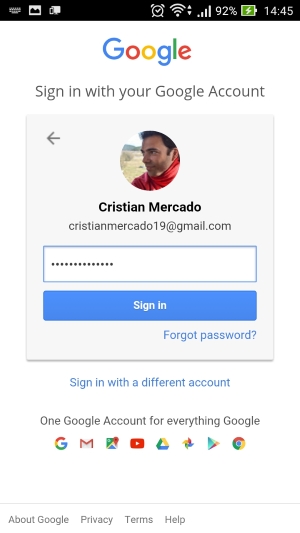 92% 14:45
Google
Sign in with your Google Account
Cristian Mercado
cristianmercado19@gmail.com
••••••••••••••
Sign in
Forgot password?
Sign in with a different account
One Google Account for everything Google
About Google Privacy Terms Help